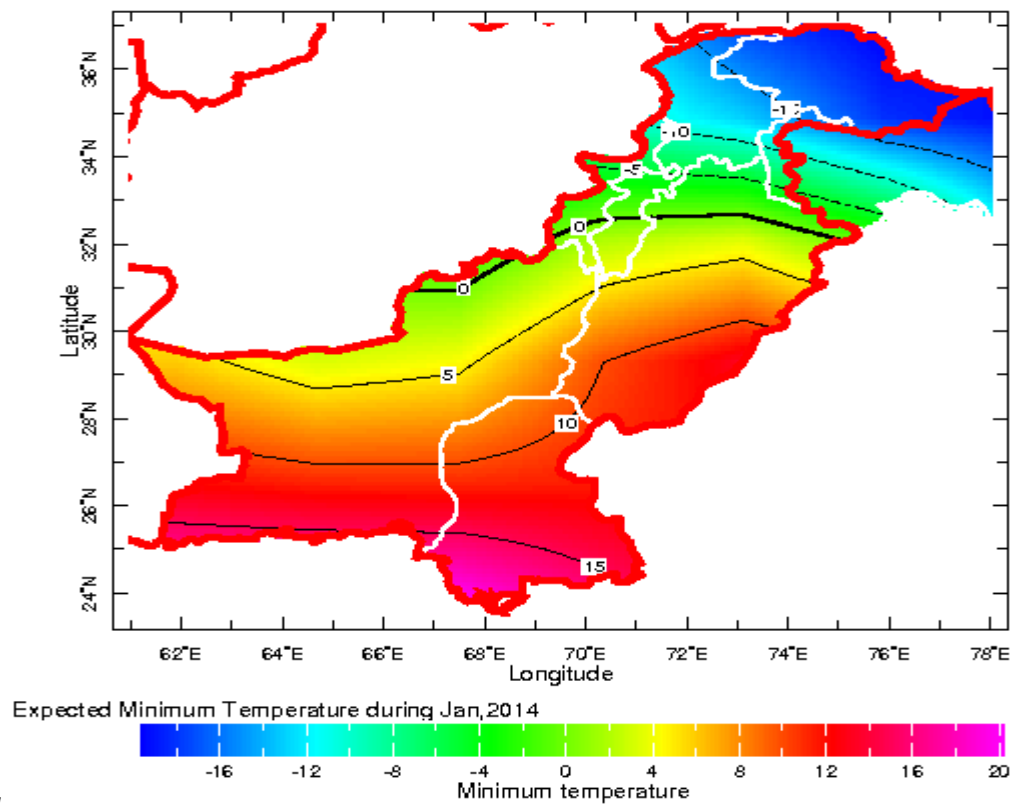 36°N
34°N
32°N
30°N
28°N
26°N
24°N
Latitude
-10
-5
0
0
5
10
15
62°E 64°E 66°E 68°E 70°E 72°E 74°E 76°E 78°E
Longitude
Expected Minimum Temperature during Jan,2014
-16 -12 -8 -4 0 4 8 12 16 20
Minimum temperature